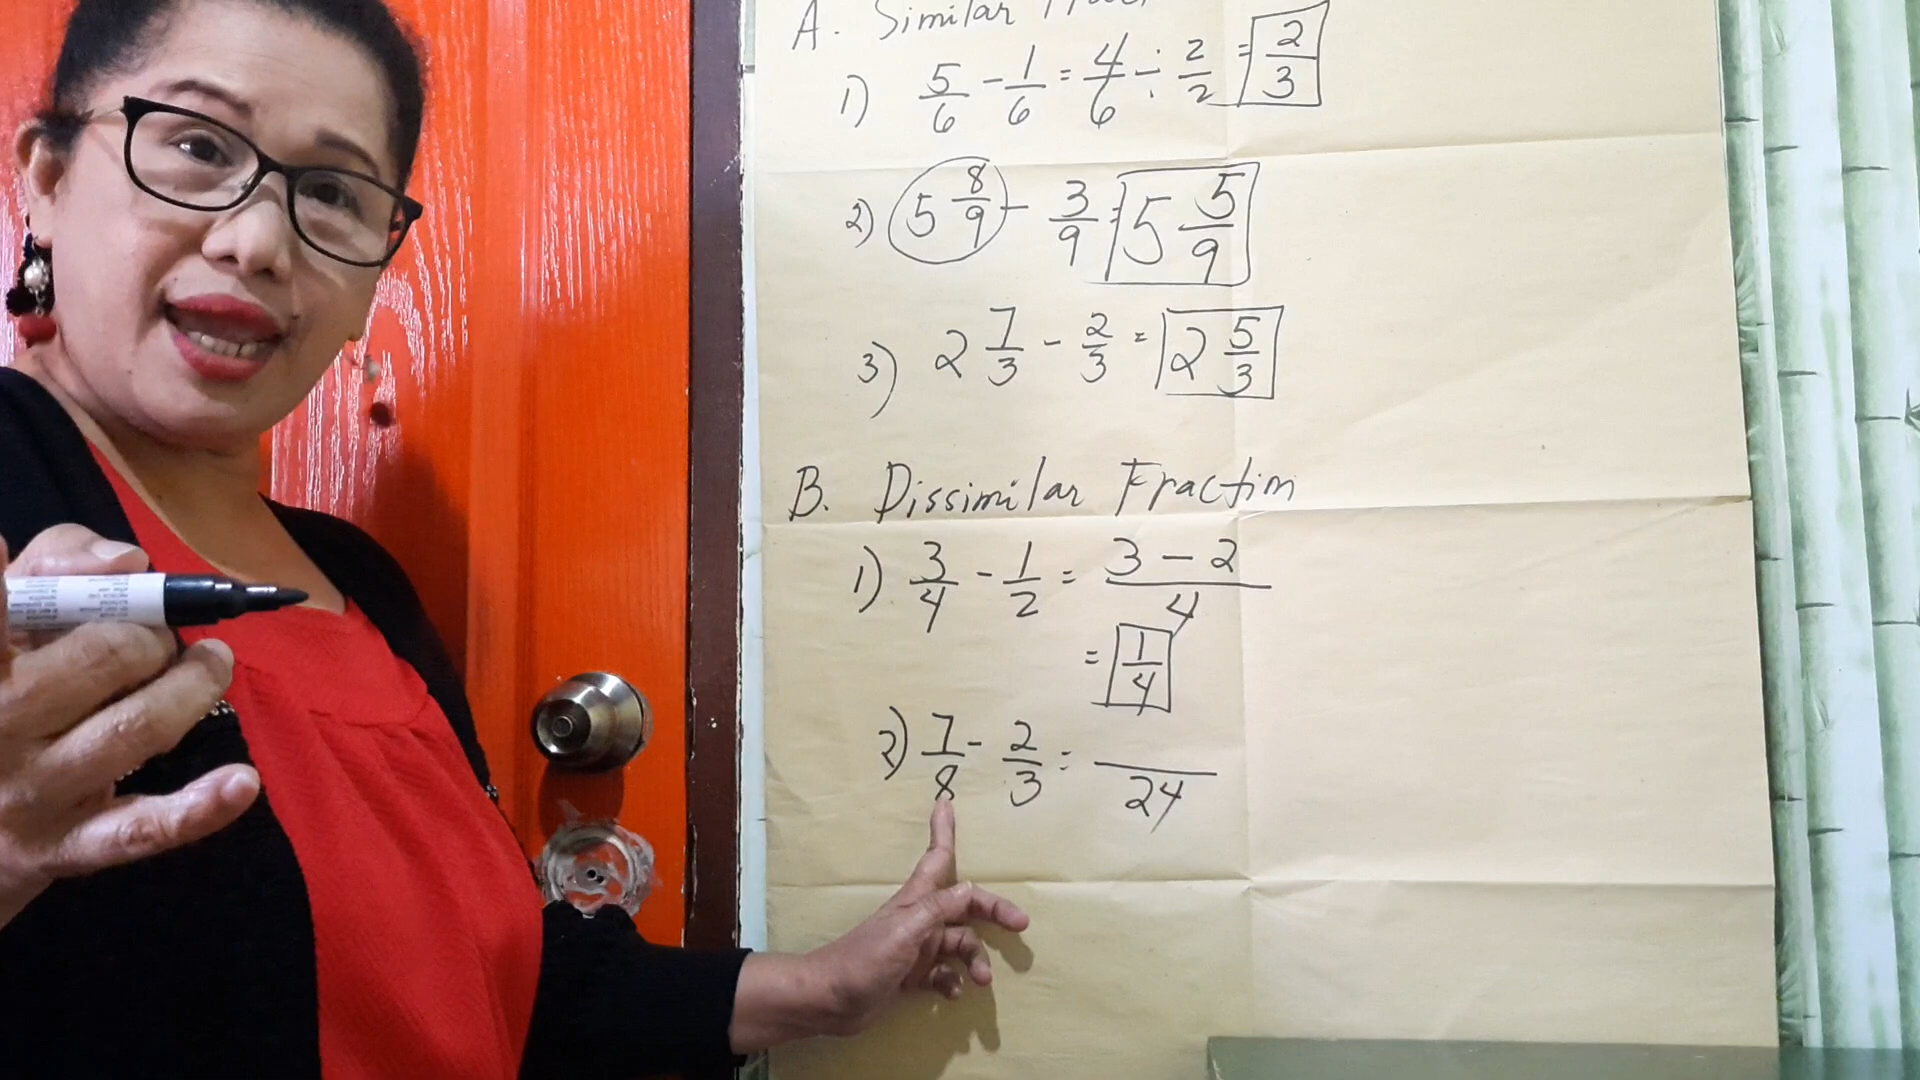 A. Similar
1) 5/6 - 1/6 = 4/6 ÷ 2/2 = 2/3
2) 5 8/9 - 3/9 = 5 5/9
3) 2 7/3 - 2/3 = 2 5/3
B. Dissimilar Fraction
1) 3/4 - 1/2 = 3 - 2/4
= 1/4
2) 7/8 - 2/3 = /24